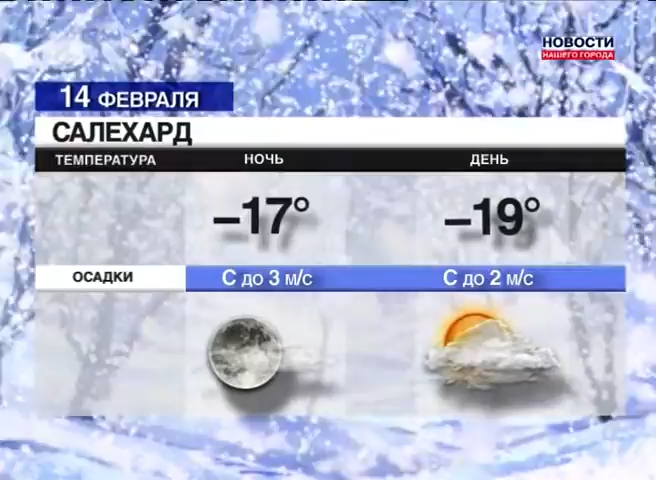 НОВОСТИ
НАШЕГО ГОРОДА
14 ФЕВРАЛЯ
САЛЕХАРД
ТЕМПЕРАТУРА НОЧЬ ДЕНЬ
–17° –19°
ОСАДКИ С ДО 3 М/С С ДО 2 М/С